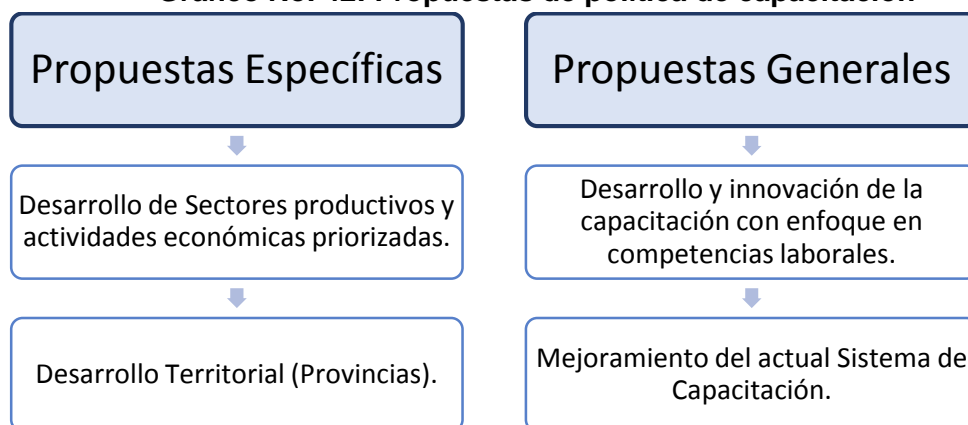 Propuestas Específicas
Desarrollo de Sectores productivos y
actividades económicas priorizadas.
Desarrollo Territorial (Provincias).
Propuestas Generales
Desarrollo y innovación de la
capacitación con enfoque en
competencias laborales.
Mejoramiento del actual Sistema de
Capacitación.